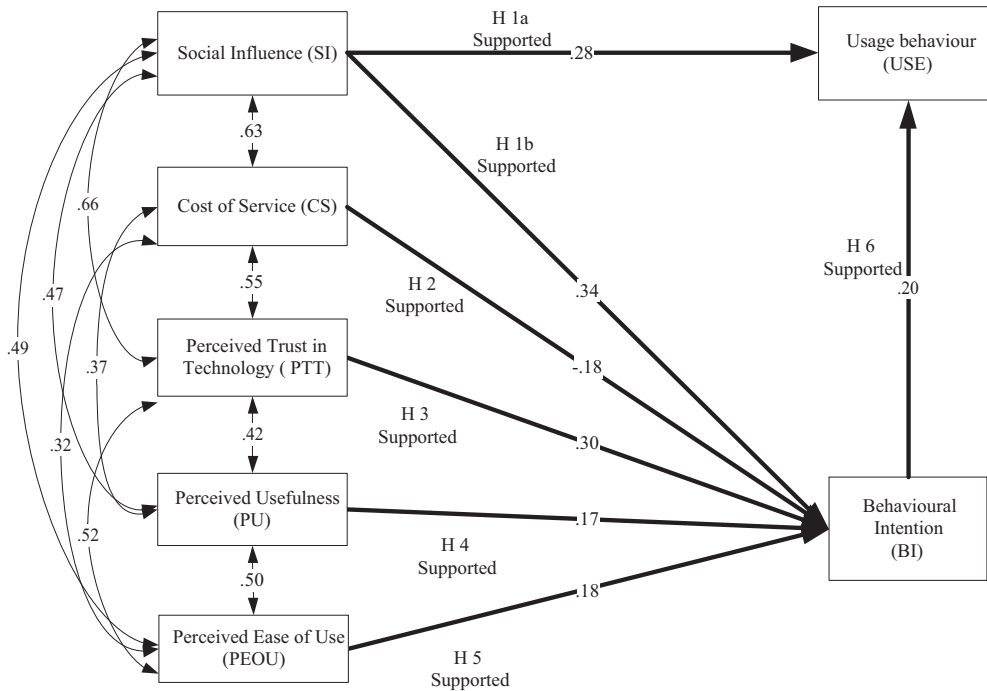 H 1a
Supported
.28
Social Influence (SI)
Usage behaviour
(USE)
.63
H 1b
Supported
.66
Cost of Service (CS)
H 6
Supported
.20
.55
H 2
Supported
.34
.47
.49
.37
Perceived Trust in
Technology ( PTT)
-.18
.32
.42
H 3
Supported
.30
Perceived Usefulness
(PU)
.17
Behavioural
Intention
(BI)
.52
H 4
Supported
.50
.18
Perceived Ease of Use
(PEOU)
H 5
Supported